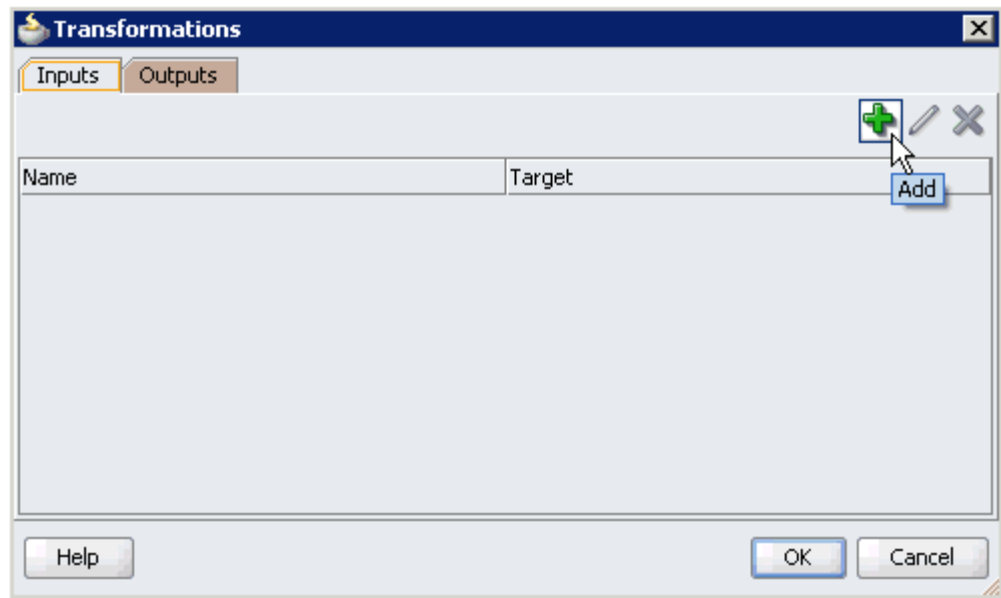 Transformations
Inputs Outputs
Name Target
Add
Help OK Cancel